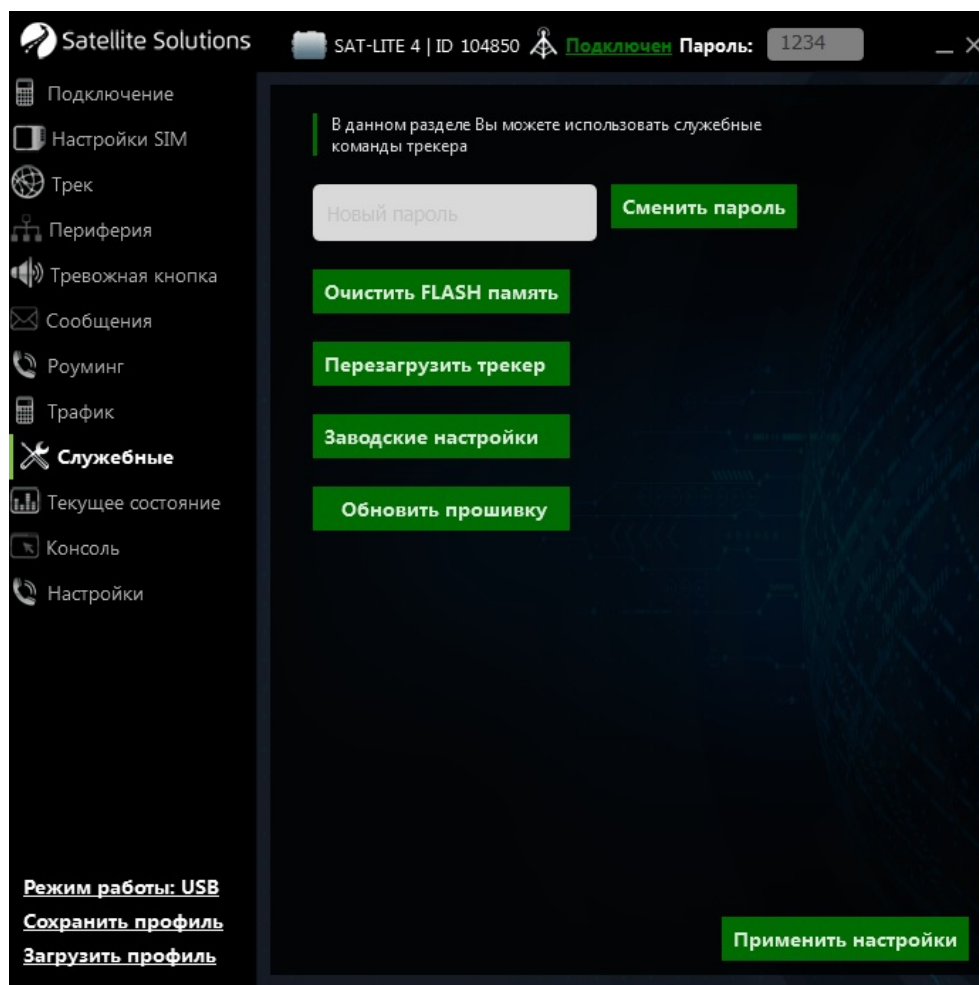 Satellite Solutions
SAT-LITE 4 | ID 104850 Подключен Пароль: 1234
Подключение
Настройки SIM
Трек
Периферия
Тревожная кнопка
Сообщения
Роуминг
Трафик
Служебные
Текущее состояние
Консоль
Настройки
Режим работы: USB
Сохранить профиль
Загрузить профиль
В данном разделе Вы можете использовать служебные
команды трекера
Новый пароль
Сменить пароль
Очистить FLASH память
Перезагрузить трекер
Заводские настройки
Обновить прошивку
Применить настройки